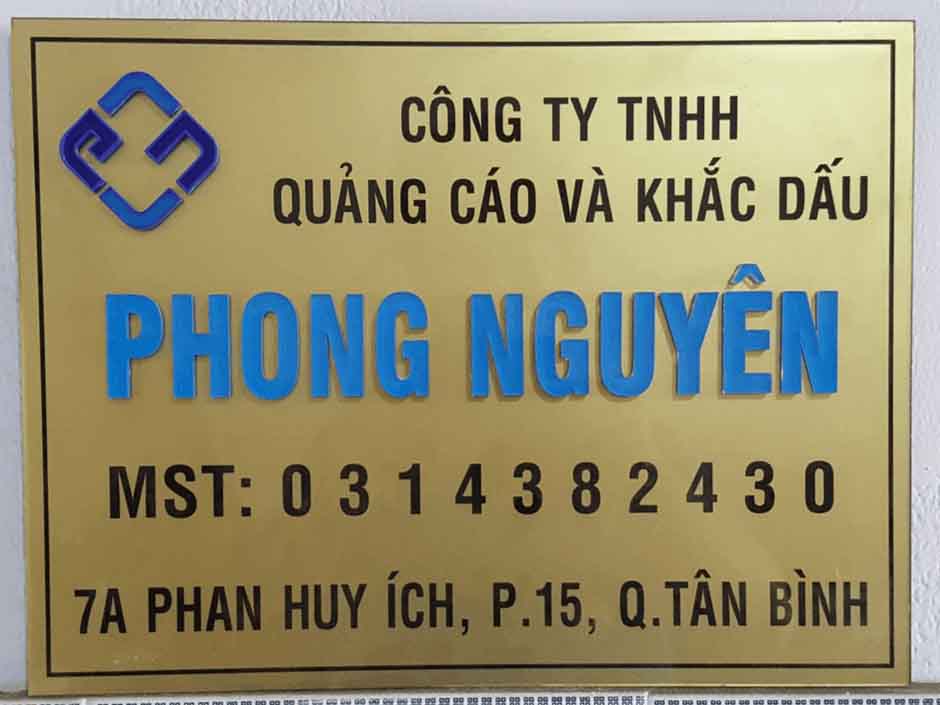 CÔNG TY TNHH
QUẢNG CÁO VÀ KHẮC DẤU
PHONG NGUYÊN
MST: 0 3 1 4 3 8 2 4 3 0
7A PHAN HUY ÍCH, P.15, Q.TÂN BÌNH